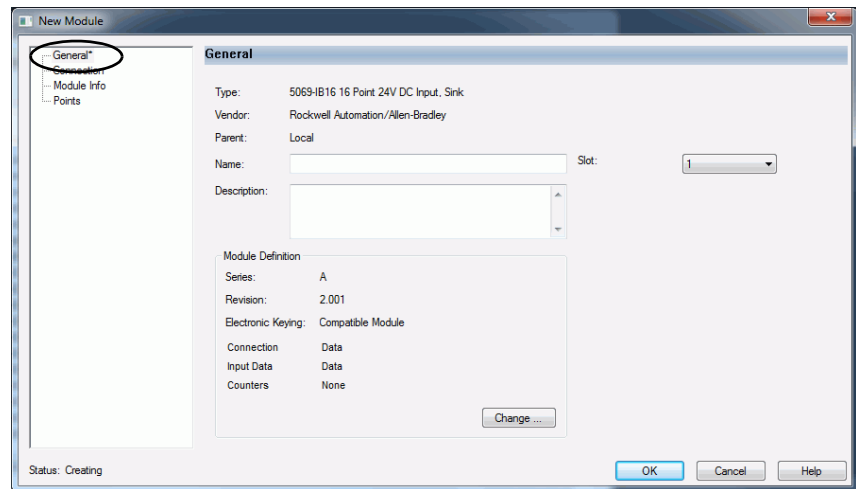 New Module
General*
Connection
Module Info
Points
General
Type: 5069-IB16 16 Point 24V DC Input, Sink
Vendor: Rockwell Automation/Allen-Bradley
Parent: Local
Name:
Slot: 1
Description:
Module Definition
Series: A
Revision: 2.001
Electronic Keying: Compatible Module
Connection Data
Input Data Data
Counters None
Change ...
Status: Creating
OK Cancel Help